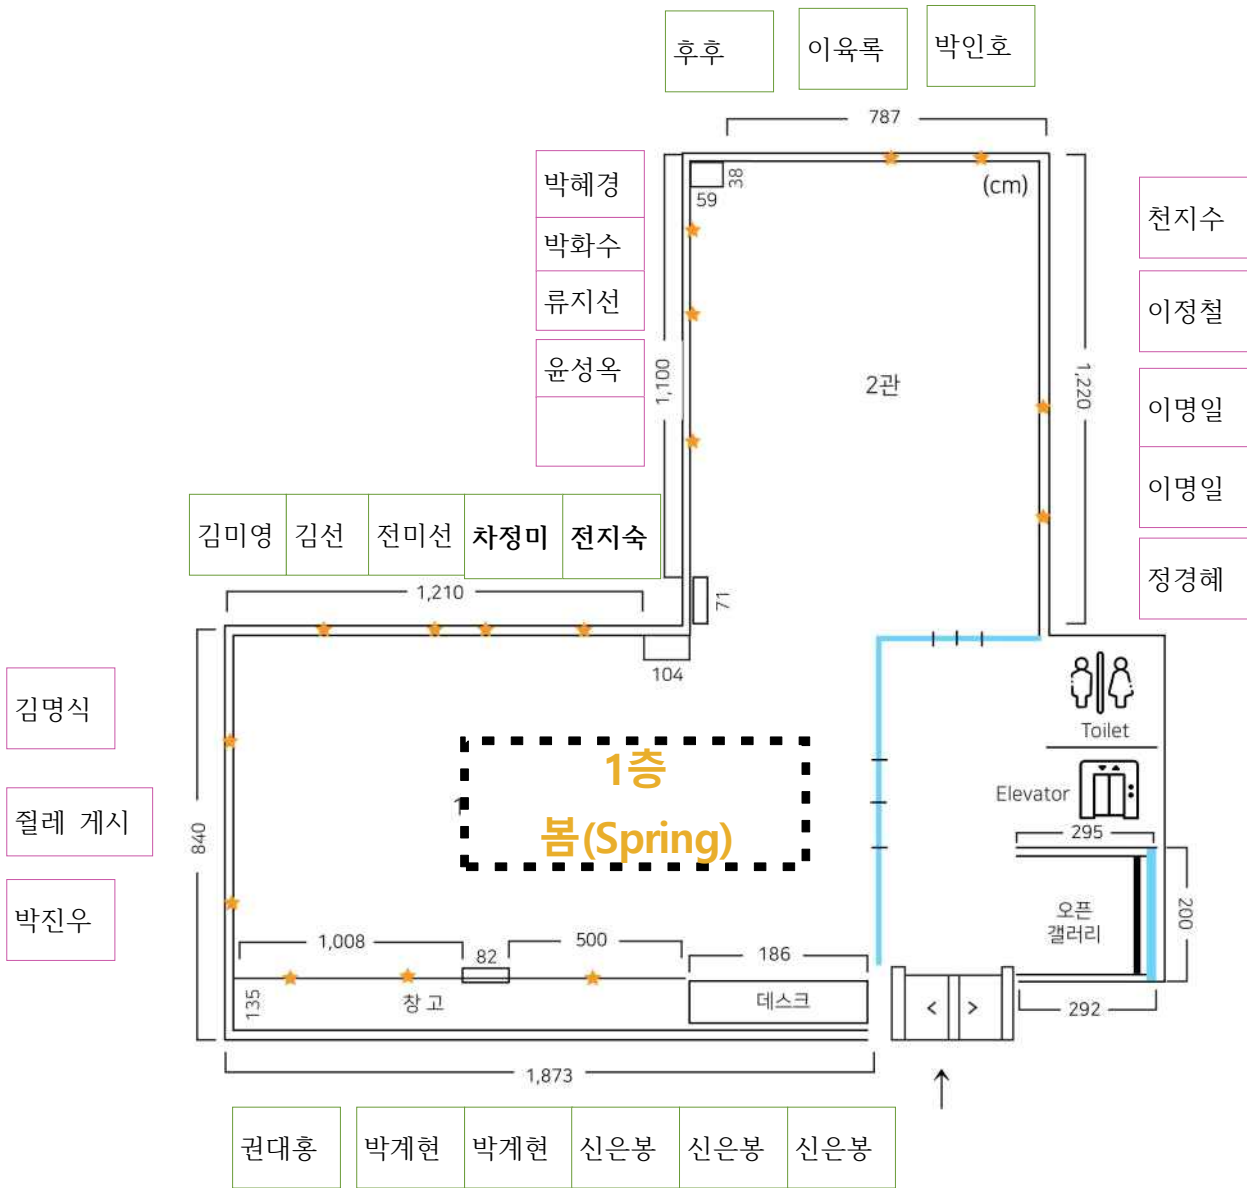 후후 이육록 박인호
787
박혜경
38
(cm)
59
박화수
천지수
류지선
이정철
윤성옥
1,100
2관
1,220
이명일
이명일
김미영 김선 전미선 차정미 전지숙
정경혜
1,210
71
104
김명식
Toilet
1층
봄(Spring)
1
Elevator
쥘레 게시
840
295
박진우
오픈
갤러리
200
1,008
82
500
186
135
창고
데스크
< >
292
1,873
권대홍 박계현 박계현 신은봉 신은봉 신은봉